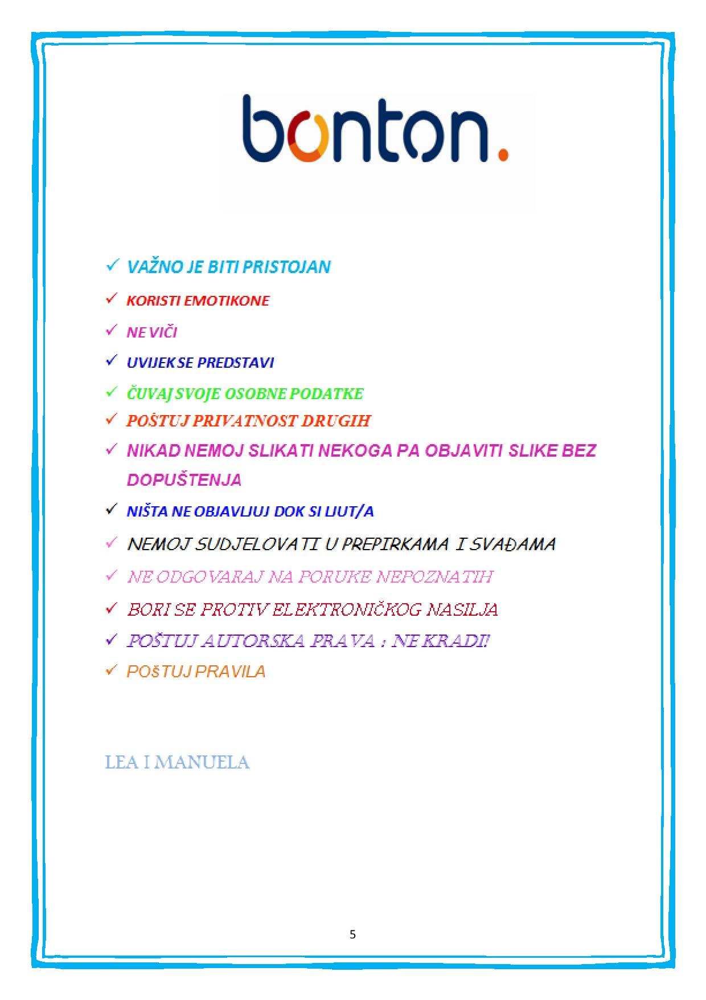 bonton.
VAŽNO JE BITI PRISTOJAN
KORISTI EMOTIKONE
NE VIČI
UVIJEK SE PREDSTAVI
ČUVAJ SVOJE OSOBNE PODATKE
POŠTUJ PRIVATNOST DRUGIH
NIKAD NEMOJ SLIKATI NEKOGA PA OBJAVITI SLIKE BEZ
DOPUŠTENJA
NIŠTA NE OBJAVLJUJ DOK SI LJUT/A
NEMOJ SUDJELOVATI U PREPIRKAMA I SVAĐAMA
NE ODGOVARAJ NA PORUKE NEPOZNATIH
BORI SE PROTIV ELEKTRONIČKOG NASILJA
POŠTUJ AUTORSKA PRAVA : NE KRADI!
POšTUJ PRAVILA
LEA I MANUELA
5